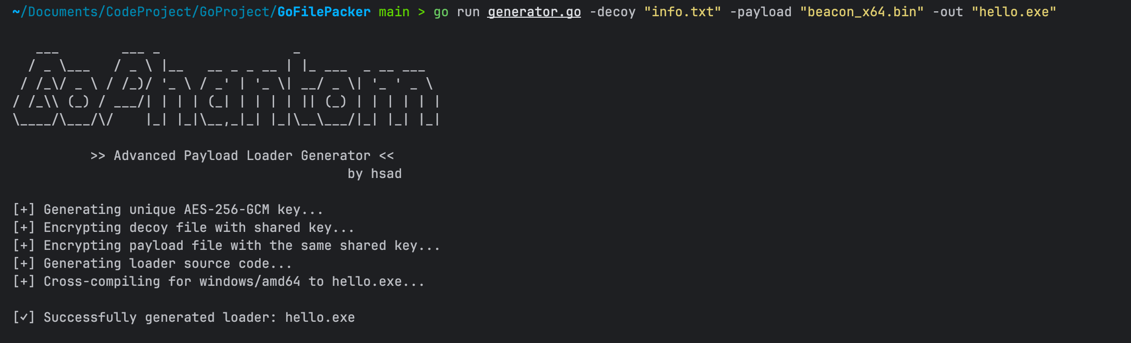 ~/Documents/CodeProject/GoProject/GoFilePacker main > go run generator.go -decoy "info.txt" -payload "beacon_x64.bin" -out "hello.exe"
GoPhantom
>> Advanced Payload Loader Generator <<
by hsad
[+] Generating unique AES-256-GCM key...
[+] Encrypting decoy file with shared key...
[+] Encrypting payload file with the same shared key...
[+] Generating loader source code...
[+] Cross-compiling for windows/amd64 to hello.exe...
[✓] Successfully generated loader: hello.exe